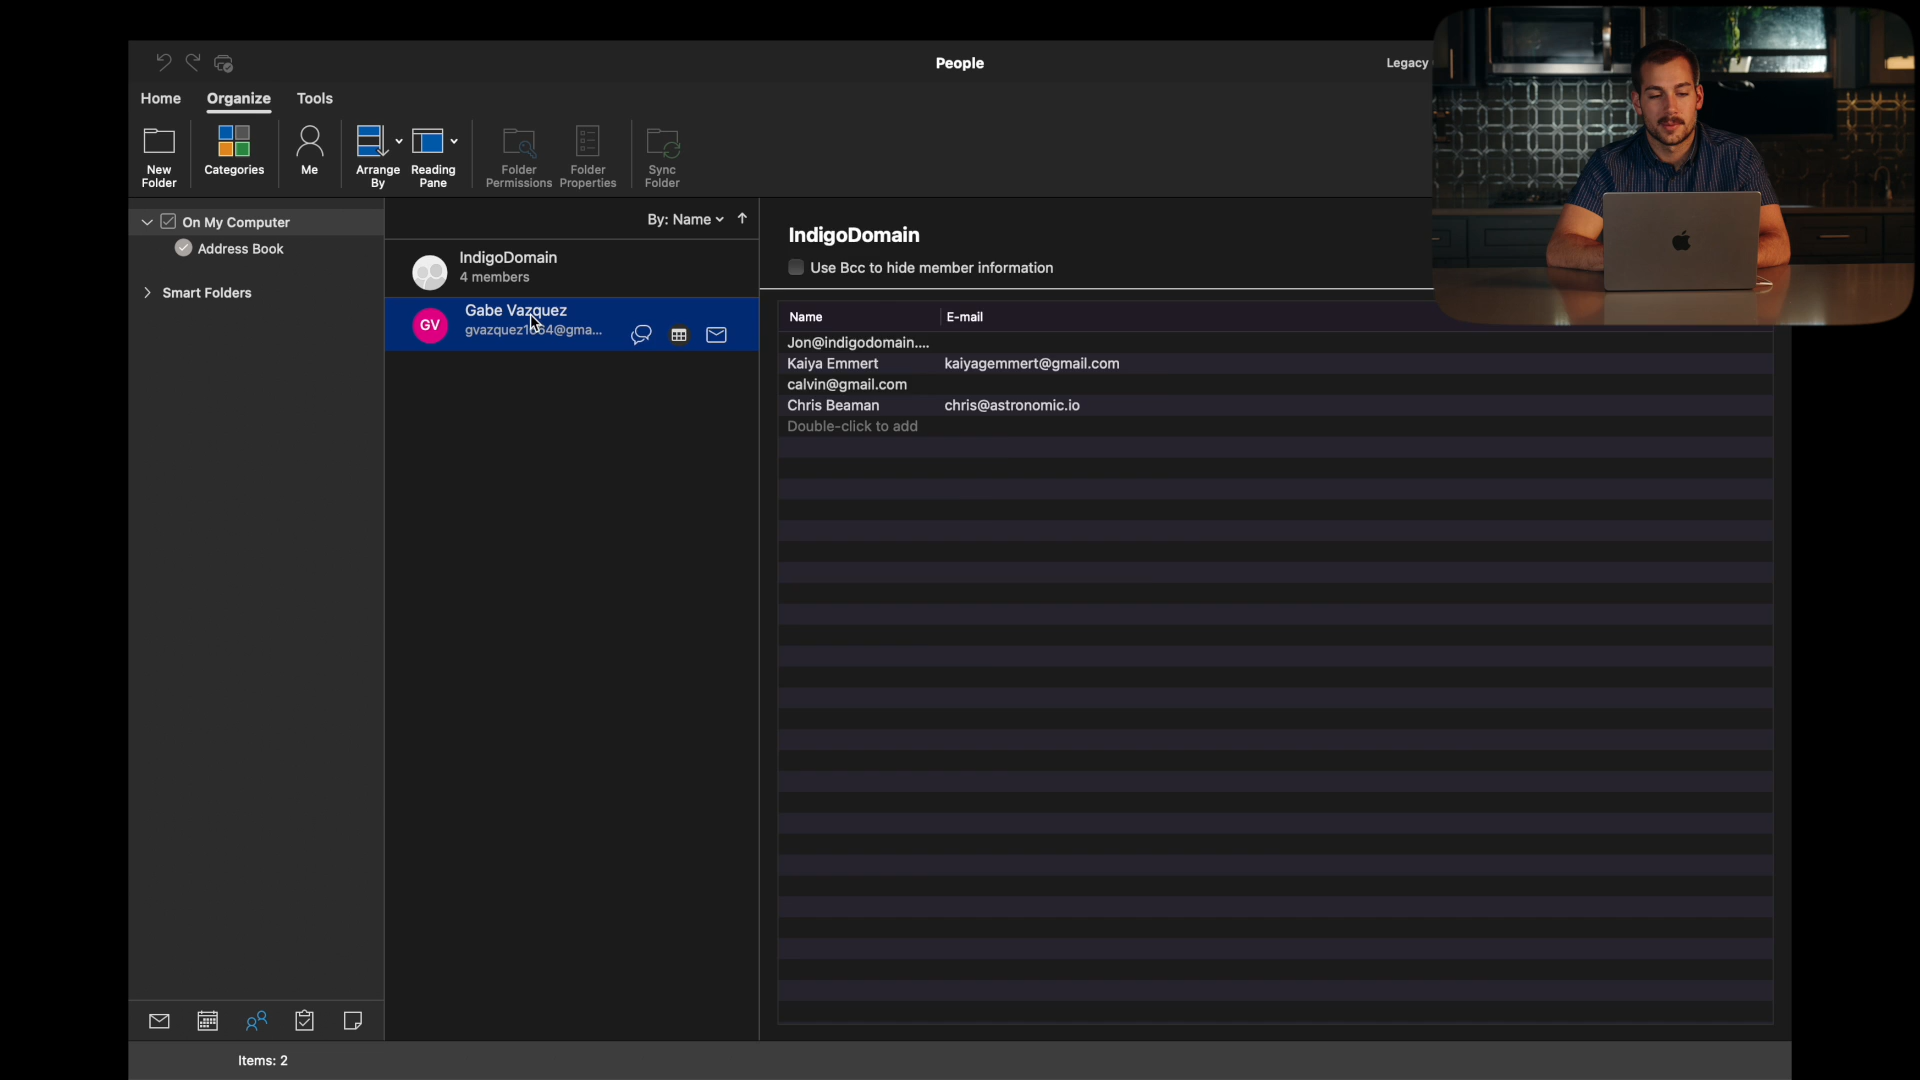 People
Legacy
Home
Organize
Tools
New
Folder
Categories
Me
Arrange
By
Reading
Pane
Folder
Permissions
Folder
Properties
Sync
Folder
On My Computer
Address Book
Smart Folders
By: Name
IndigoDomain
4 members
GV
Gabe Vazquez
IndigoDomain
Use Bcc to hide member information
Name
E-mail
Jon@indigodomain....
Kaiya Emmert
kaiyagemmert@gmail.com
calvin@gmail.com
Chris Beaman
chris@astronomic.io
Double-click to add
Items: 2